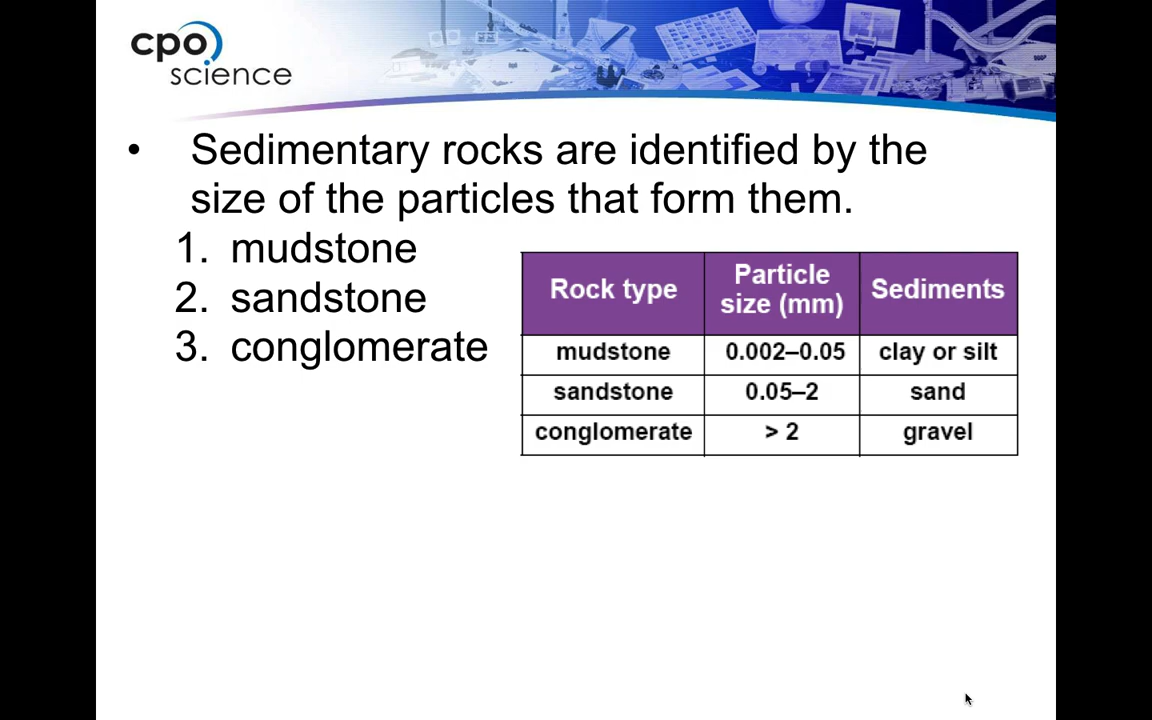 cpo
science
• Sedimentary rocks are identified by the
size of the particles that form them.
1. mudstone
2. sandstone
3. conglomerate
Rock type Particle size (mm) Sediments
mudstone 0.002–0.05 clay or silt
sandstone 0.05–2 sand
conglomerate > 2 gravel